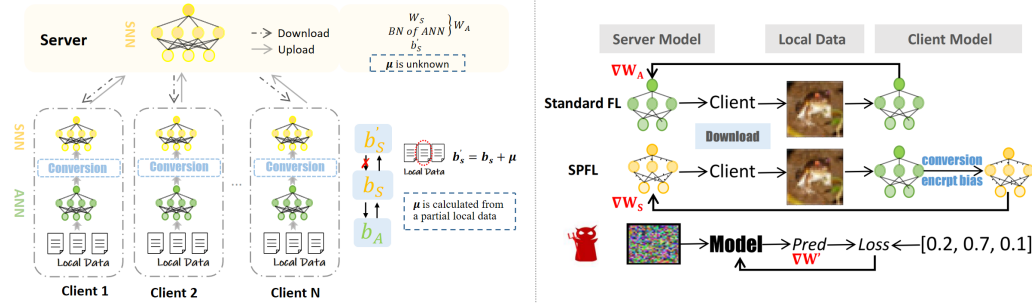 Server
SNN
Download
Upload
W_S
BN of ANN
b'_S
W_A
μ is unknown
SNN
ANN
Conversion
Conversion
Conversion
...
Local Data
Local Data
Local Data
Client 1
Client 2
Client N
b'_S
b_S
b_A
Local Data
b'_S = b_S + μ
μ is calculated from
a partial local data
Server Model
Local Data
Client Model
∇W_A
Standard FL
Client
Download
SPFL
Client
conversion
encrpt bias
∇W_S
Model
Pred
Loss
[0.2, 0.7, 0.1]
∇W'